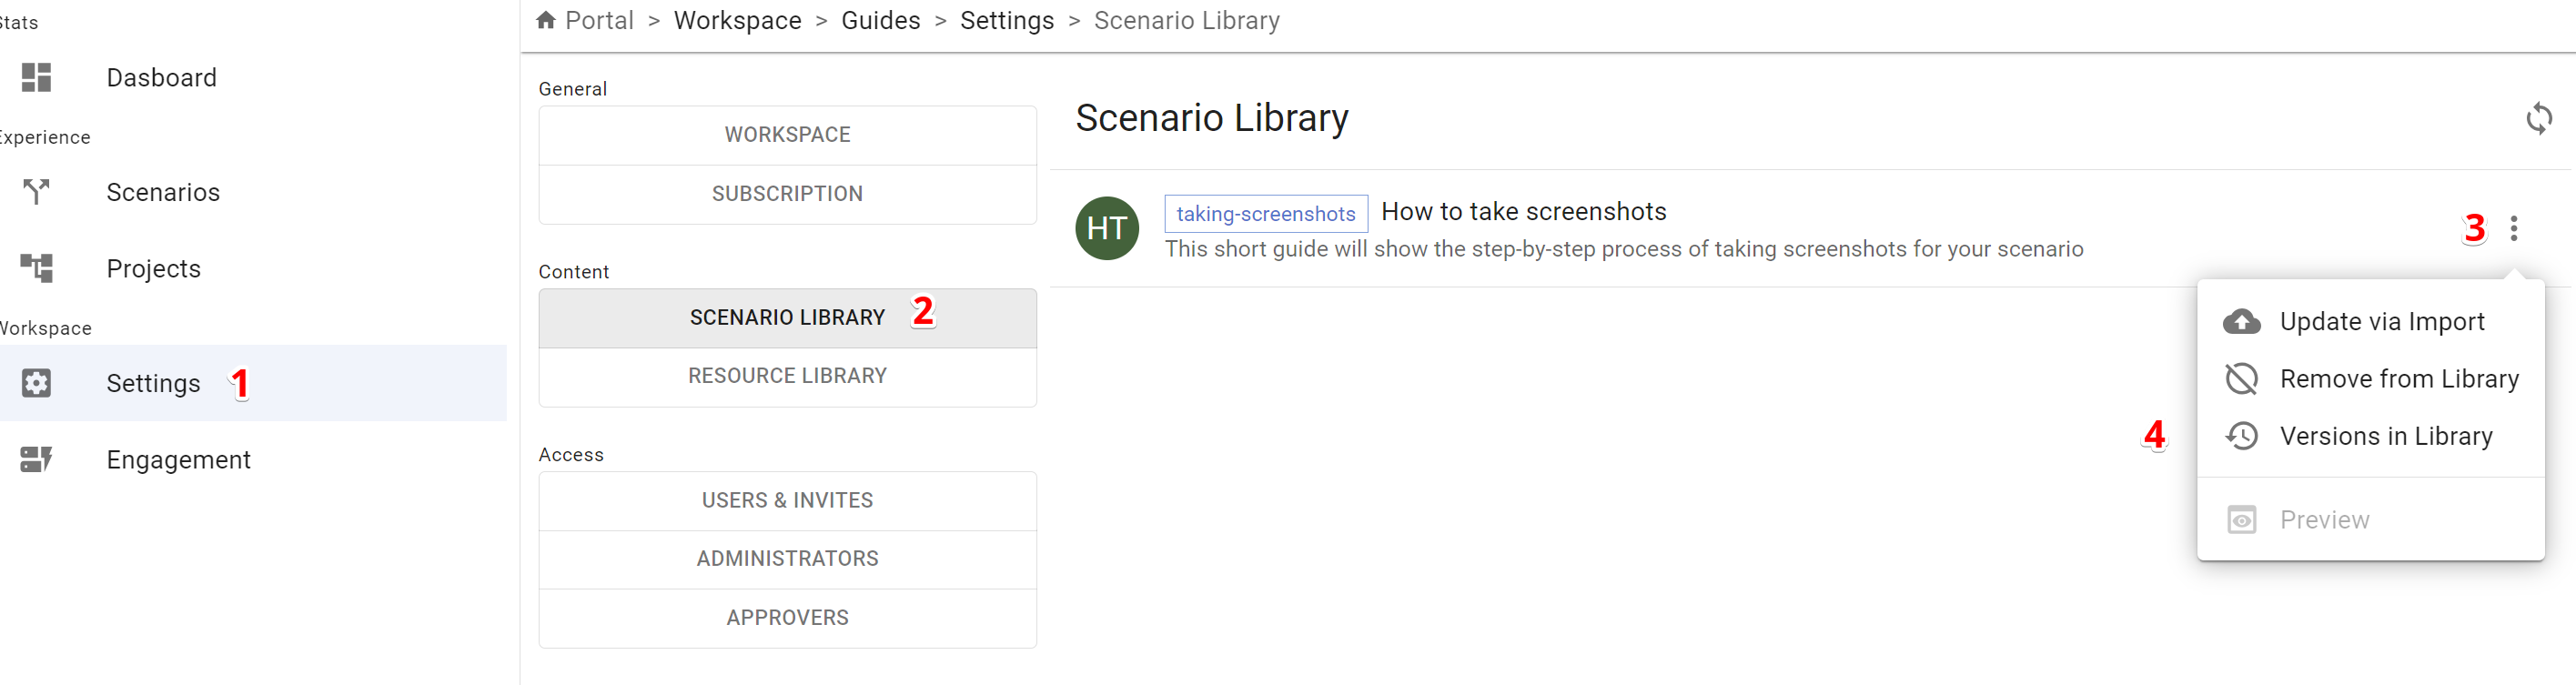 Stats
Dasboard
Experience
Scenarios
Projects
Workspace
Settings 1
Engagement
Portal > Workspace > Guides > Settings > Scenario Library
General
WORKSPACE
SUBSCRIPTION
Content
SCENARIO LIBRARY 2
RESOURCE LIBRARY
Access
USERS & INVITES
ADMINISTRATORS
APPROVERS
Scenario Library
HT
taking-screenshots How to take screenshots
This short guide will show the step-by-step process of taking screenshots for your scenario
3
4
Update via Import
Remove from Library
Versions in Library
Preview